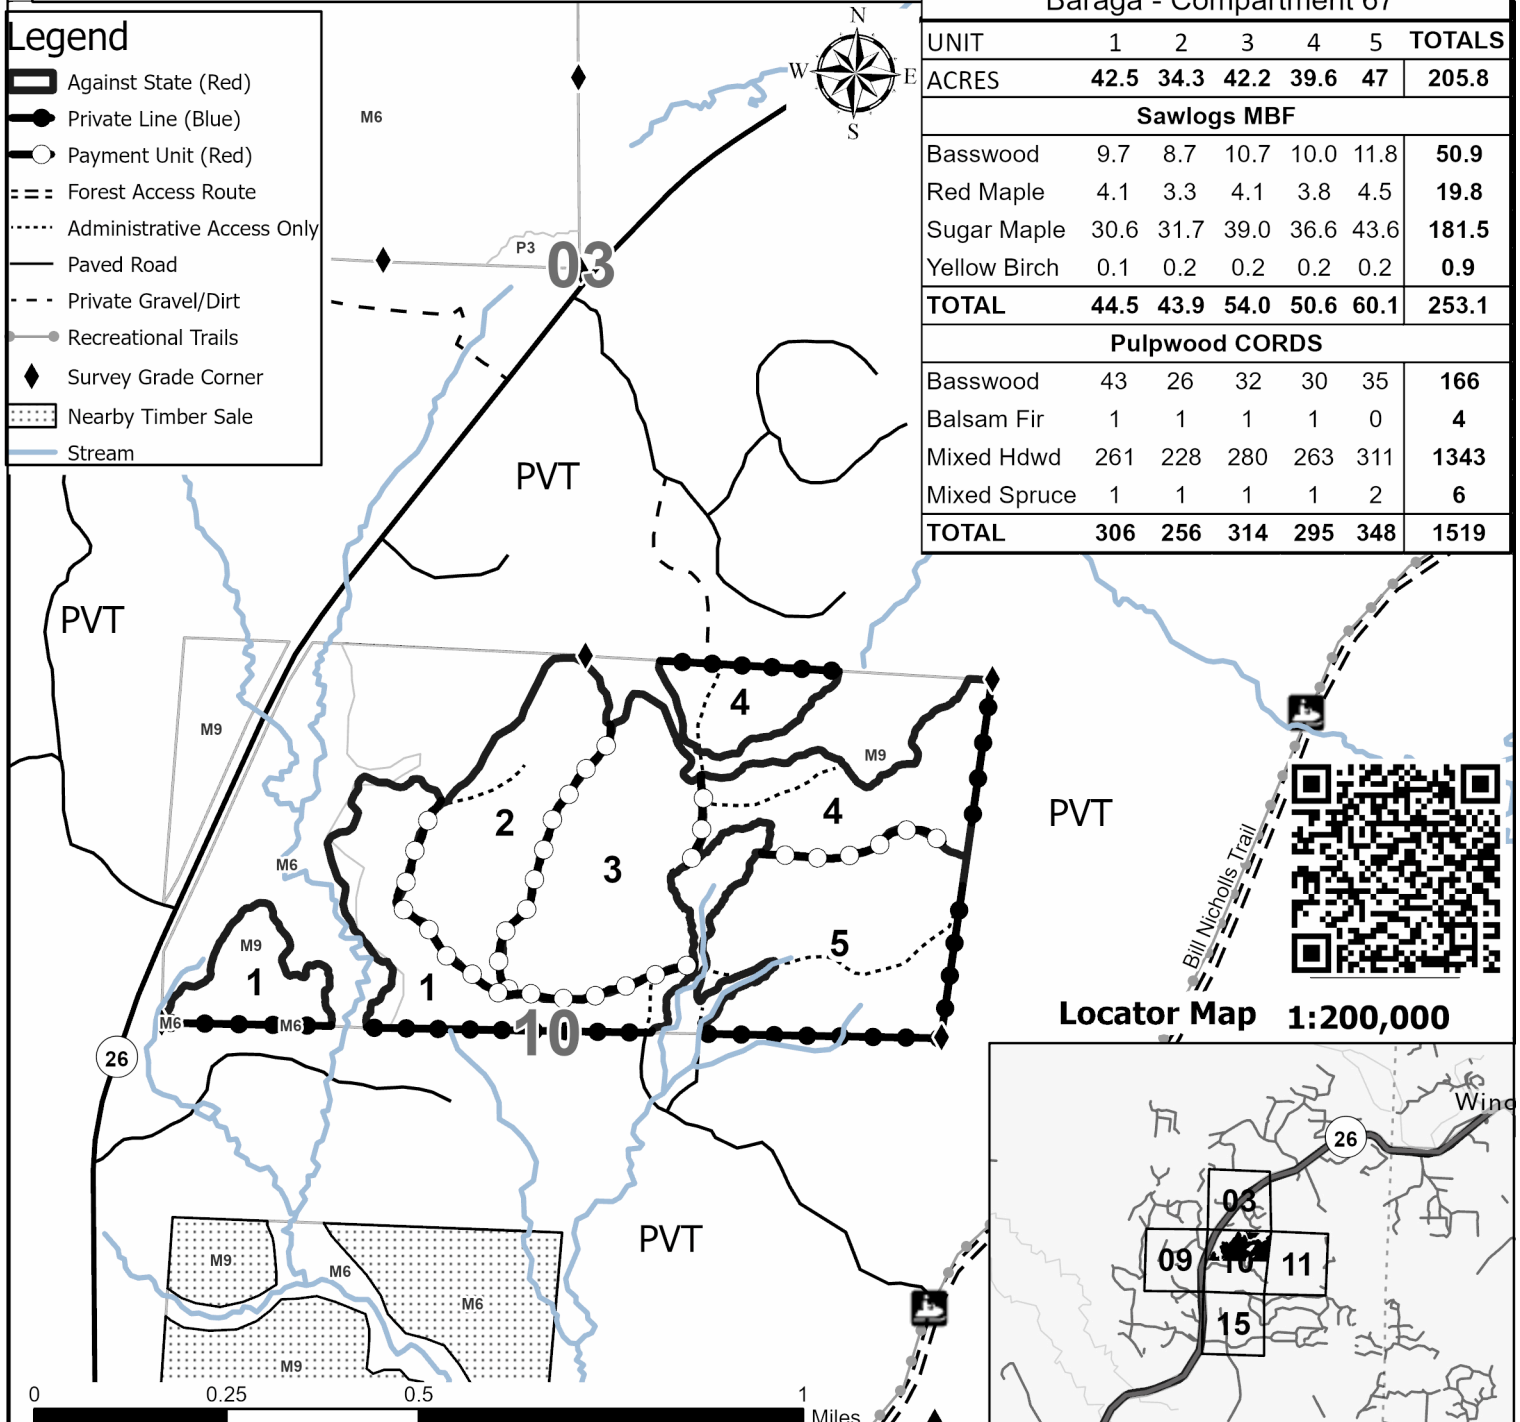 Baraga - Compartment 67
UNIT 1 2 3 4 5 TOTALS
ACRES 42.5 34.3 42.2 39.6 47 205.8
Sawlogs MBF
Basswood 9.7 8.7 10.7 10.0 11.8 50.9
Red Maple 4.1 3.3 4.1 3.8 4.5 19.8
Sugar Maple 30.6 31.7 39.0 36.6 43.6 181.5
Yellow Birch 0.1 0.2 0.2 0.2 0.2 0.9
TOTAL 44.5 43.9 54.0 50.6 60.1 253.1
Pulpwood CORDS
Basswood 43 26 32 30 35 166
Balsam Fir 1 1 1 1 0 4
Mixed Hdwd 261 228 280 263 311 1343
Mixed Spruce 1 1 1 1 2 6
TOTAL 306 256 314 295 348 1519
Legend
Against State (Red)
Private Line (Blue)
Payment Unit (Red)
Forest Access Route
Administrative Access Only
Paved Road
Private Gravel/Dirt
Recreational Trails
Survey Grade Corner
Nearby Timber Sale
Stream
N
W E
S
M6
P3
03
PVT
PVT
M9
4
M9
2
4
PVT
3
M6
Bill Nicholls Trail
M9
5
1
1
M6
M6
10
26
Locator Map 1:200,000
PVT
M9
M6
M6
M9
Wino
26
03
09
10
11
15
0 0.25 0.5 1
Miles